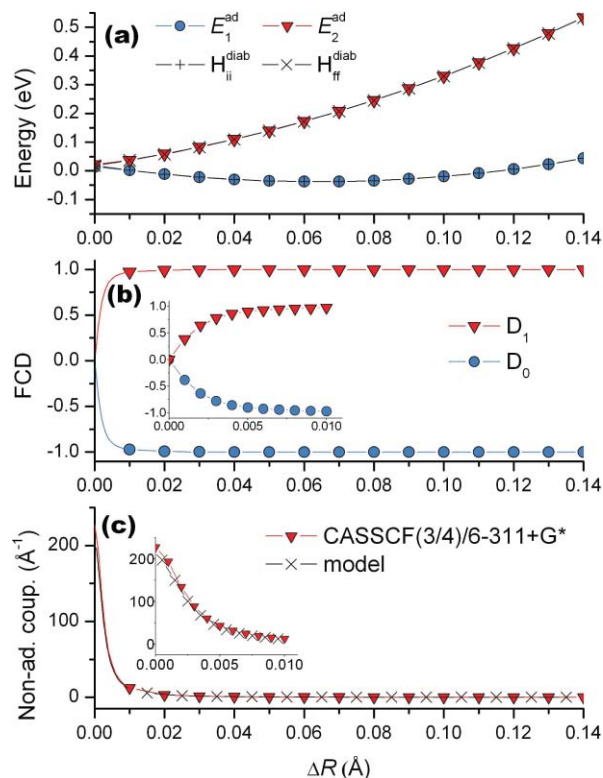 (a)
E₁ᵃᵈ E₂ᵃᵈ
Hᵢᵢᵈⁱᵃᵇ H_ffᵈⁱᵃᵇ
Energy (eV)
0.5
0.4
0.3
0.2
0.1
0.0
-0.1
0.00 0.02 0.04 0.06 0.08 0.10 0.12 0.14
(b)
FCD
1.0
0.5
0.0
-0.5
-1.0
1.0
0.5
0.0
-0.5
-1.0
0.000 0.005 0.010
D₁
D₀
0.00 0.02 0.04 0.06 0.08 0.10 0.12 0.14
(c)
CASSCF(3/4)/6-311+G*
model
Non-ad. coup. (Å⁻¹)
200
100
0
200
100
0
0.000 0.005 0.010
0.00 0.02 0.04 0.06 0.08 0.10 0.12 0.14
ΔR (Å)